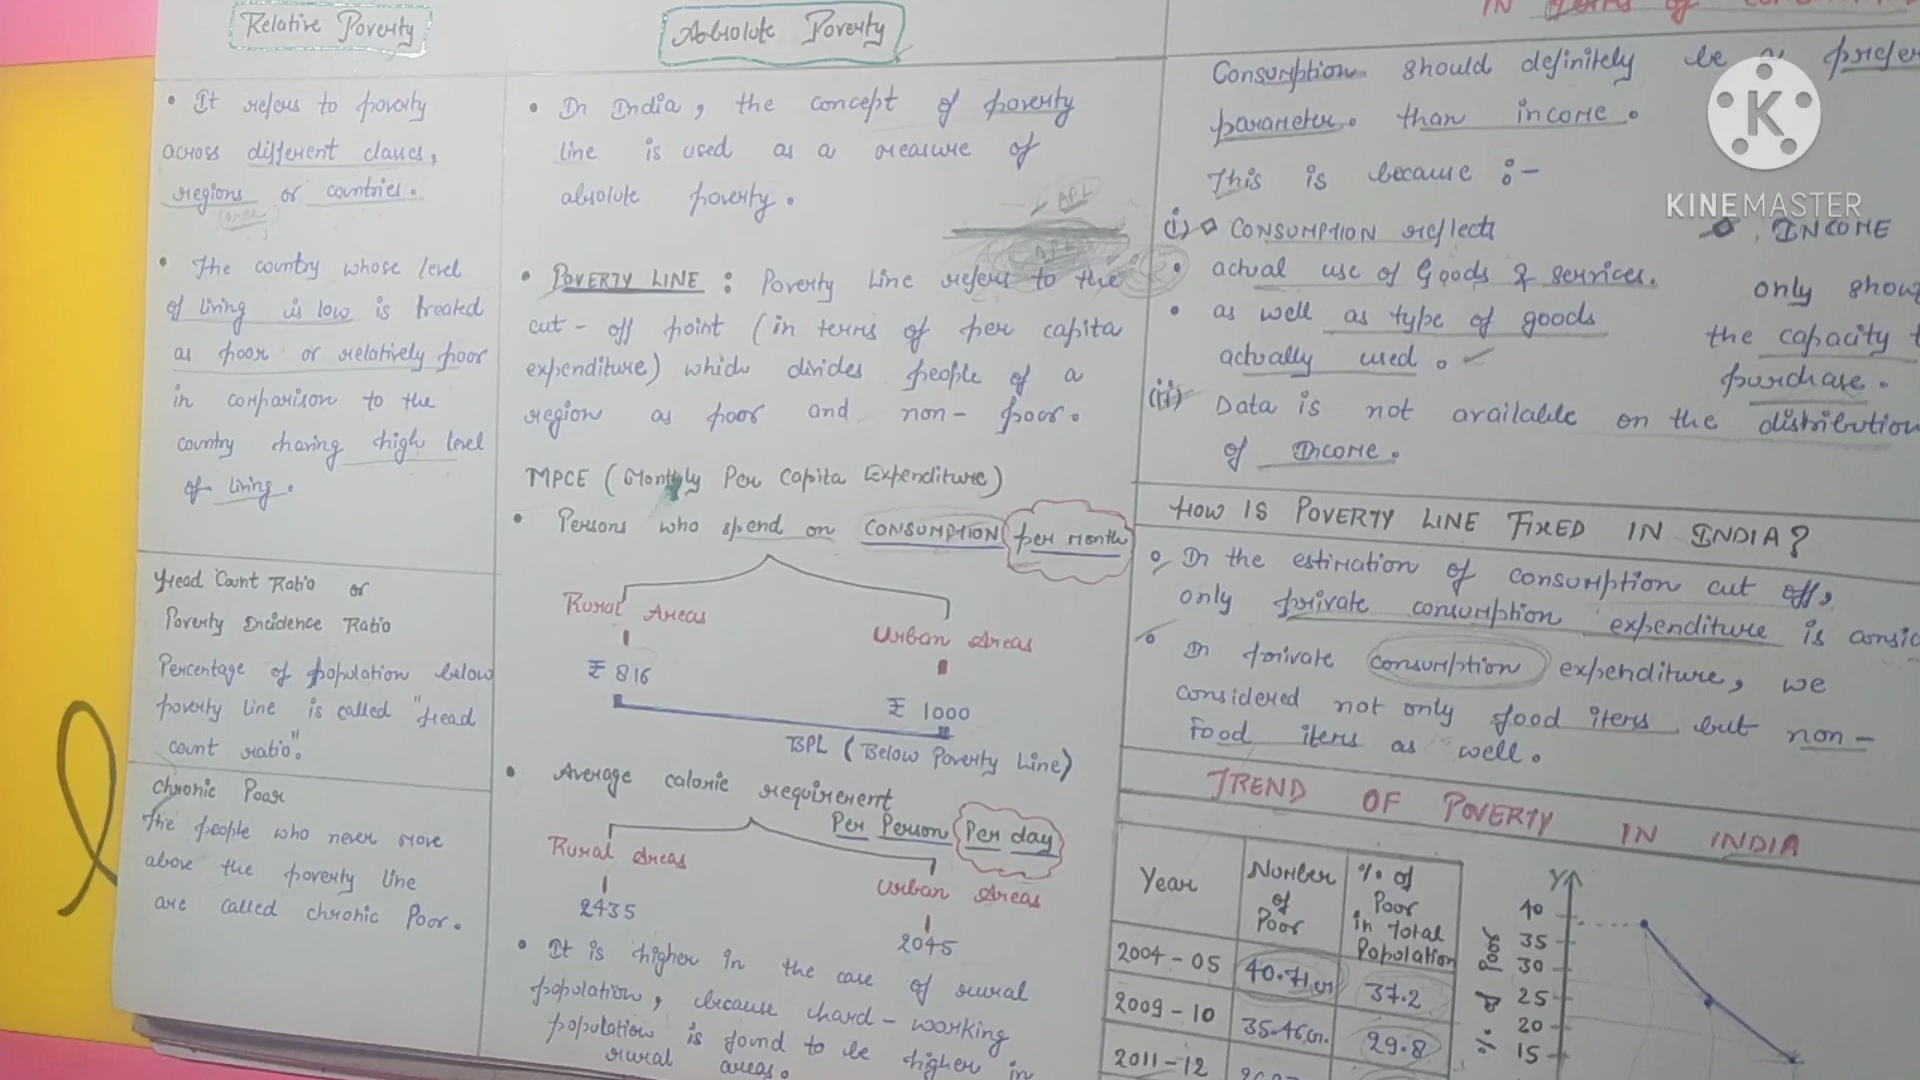 Relative Poverty
• It refers to poverty
across different classes,
regions or countries.
• The country whose level
of living is low is treated
as poor or relatively poor
in comparison to the
country having high level
of living.
Head Count Ratio or
Poverty Incidence Ratio
Percentage of population below
poverty line is called "Head
count ratio".
Chronic Poor
The people who never move
above the poverty line
are called chronic Poor.
Absolute Poverty
• In India, the concept of poverty
line is used as a measure of
absolute poverty.
APL
• POVERTY LINE : Poverty Line refers to the
cut-off point (in terms of per capita
expenditure) which divides people of a
region as poor and non-poor.
MPCE (Monthly Per Capita Expenditure)
• Persons who spend on CONSUMPTION per month
Rural Areas
Urban Areas
₹ 816
₹ 1000
BPL (Below Poverty Line)
• Average calorie requirement
Per Person Per day
Rural Areas
Urban Areas
2435
2045
• It is higher in the case of rural
population, because hard-working
population is found to be higher in
rural areas.
IN terms of
Consumption should definitely be a prefer
parameter. than income.
This is because :-
(i) CONSUMPTION reflects
• actual use of Goods & services.
• as well as type of goods
actually used.
INCOME
only show
the capacity t
purchase.
(ii) Data is not available on the distribution
of Income.
HOW IS POVERTY LINE FIXED IN INDIA?
In the estimation of consumption cut off,
only private consumption expenditure is consid
In private consumption expenditure, we
considered not only food items but non-
Food items as well.
TREND OF POVERTY IN INDIA
Year Number of Poor % of Poor in total Population
2004-05 40.71 cr 37.2
2009-10 35.46 cr. 29.8
2011-12
Y
40
35
30
25
20
15
% of Poor
K
KINEMASTER